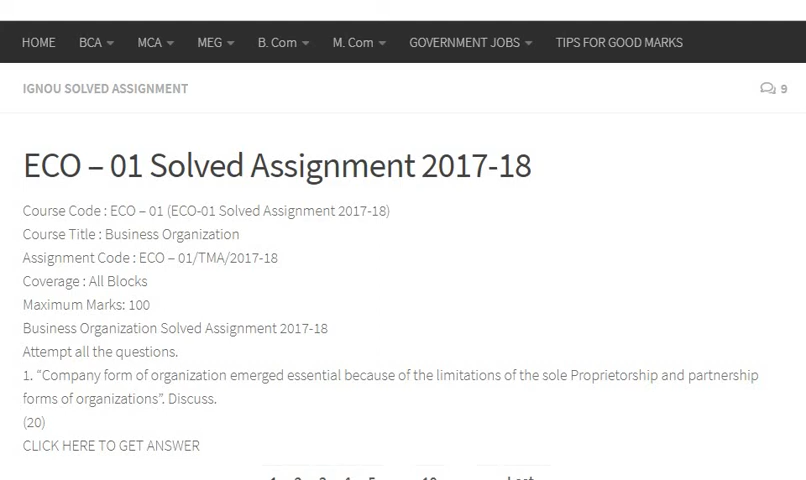 HOME BCA MCA MEG B. Com M. Com GOVERNMENT JOBS TIPS FOR GOOD MARKS
IGNOU SOLVED ASSIGNMENT 9
ECO – 01 Solved Assignment 2017-18
Course Code : ECO – 01 (ECO-01 Solved Assignment 2017-18)
Course Title : Business Organization
Assignment Code : ECO – 01/TMA/2017-18
Coverage : All Blocks
Maximum Marks: 100
Business Organization Solved Assignment 2017-18
Attempt all the questions.
1. “Company form of organization emerged essential because of the limitations of the sole Proprietorship and partnership
forms of organizations”. Discuss.
(20)
CLICK HERE TO GET ANSWER